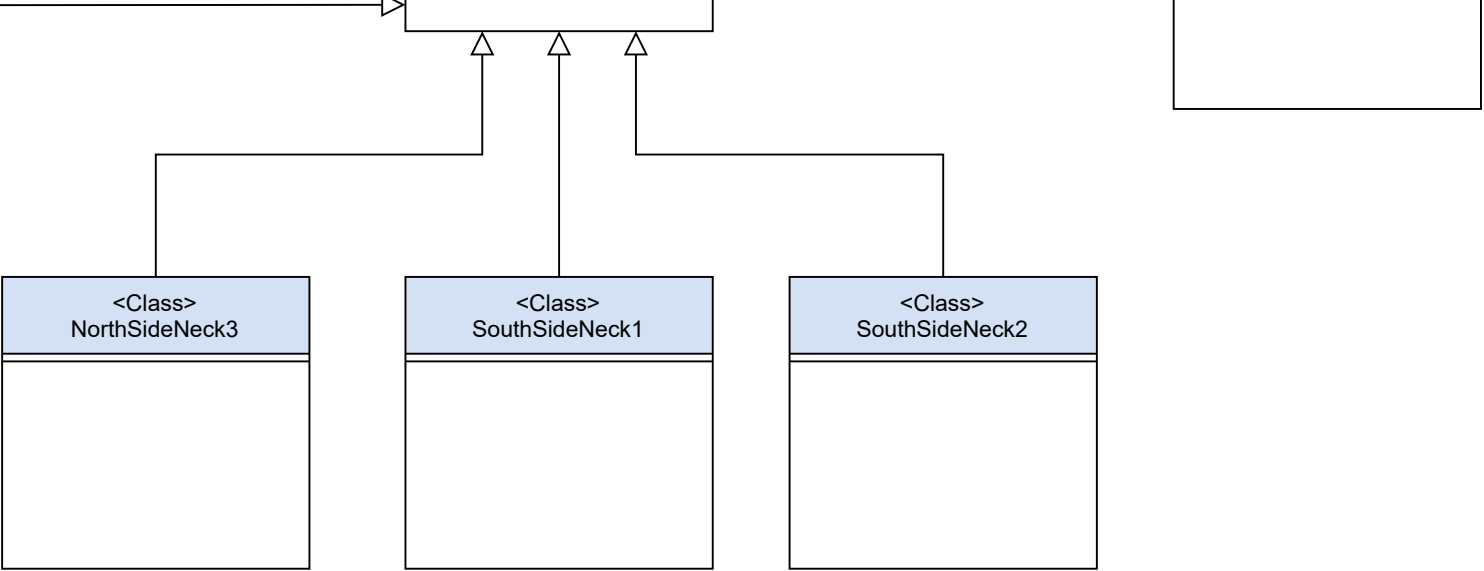 <Class>
NorthSideNeck3
<Class>
SouthSideNeck1
<Class>
SouthSideNeck2